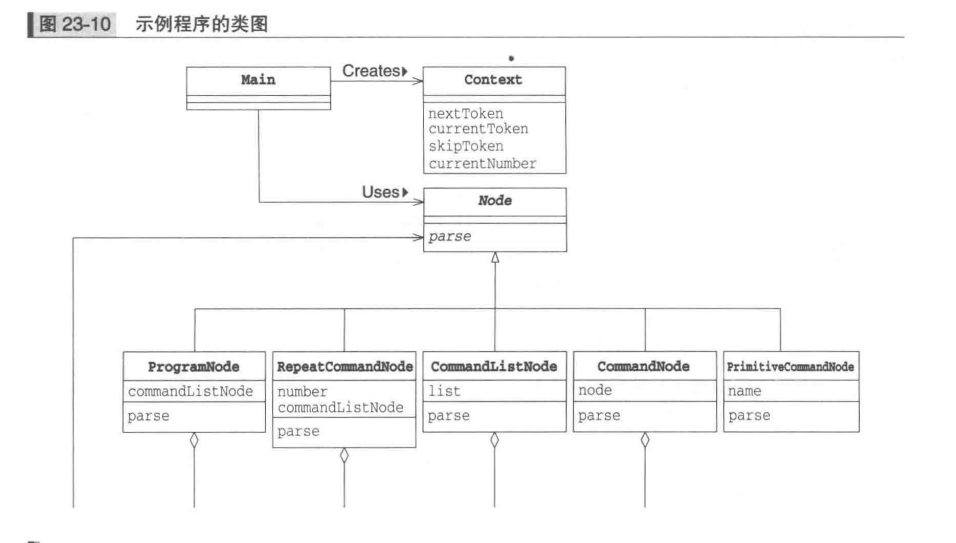 图 23-10 示例程序的类图
Main
Creates
Context
nextToken
currentToken
skipToken
currentNumber
Uses
Node
parse
ProgramNode
commandListNode
parse
RepeatCommandNode
number
commandListNode
parse
CommandListNode
list
parse
CommandNode
node
parse
PrimitiveCommandNode
name
parse